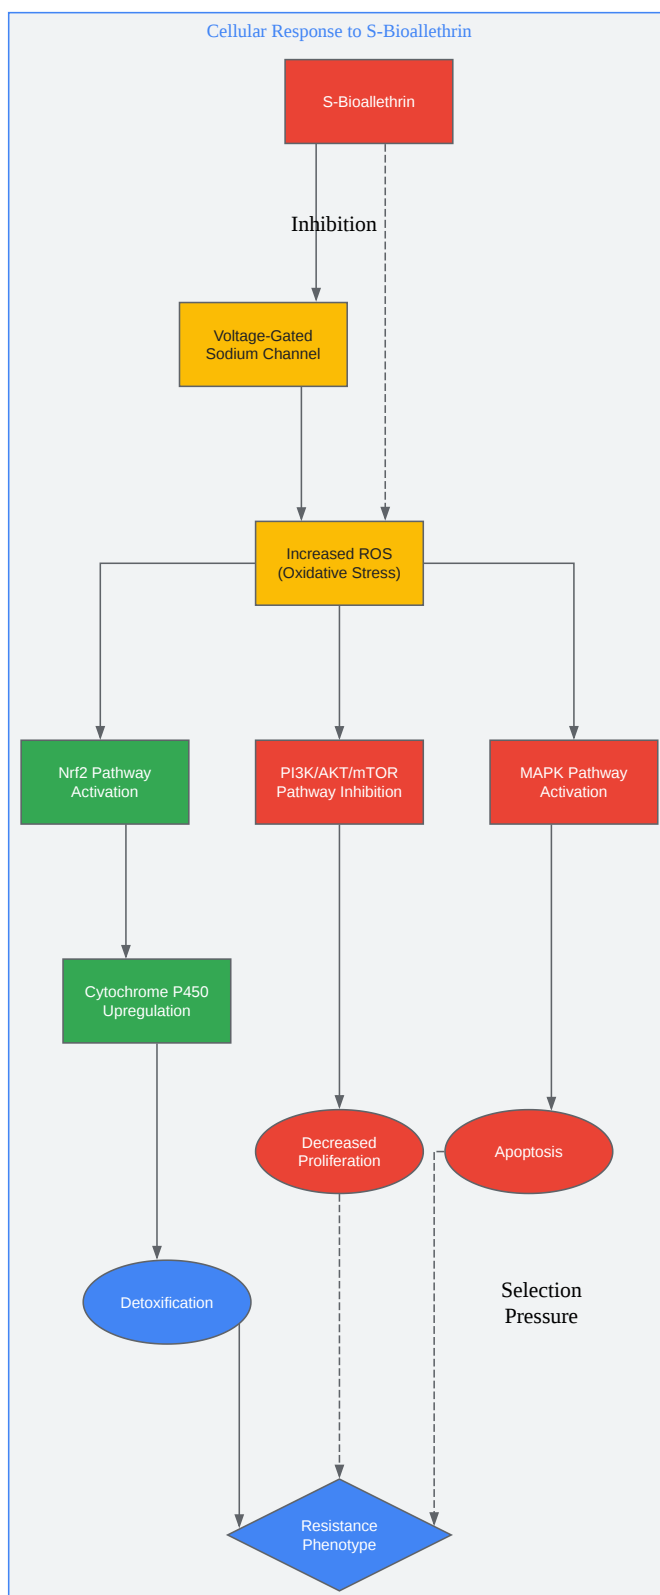 Cellular Response to S-Bioallethrin
S-Bioallethrin
Inhibition
Voltage-Gated
Sodium Channel
Increased ROS
(Oxidative Stress)
Nrf2 Pathway
Activation
PI3K/AKT/mTOR
Pathway Inhibition
MAPK Pathway
Activation
Cytochrome P450
Upregulation
Decreased
Proliferation
Apoptosis
Detoxification
Selection
Pressure
Resistance
Phenotype